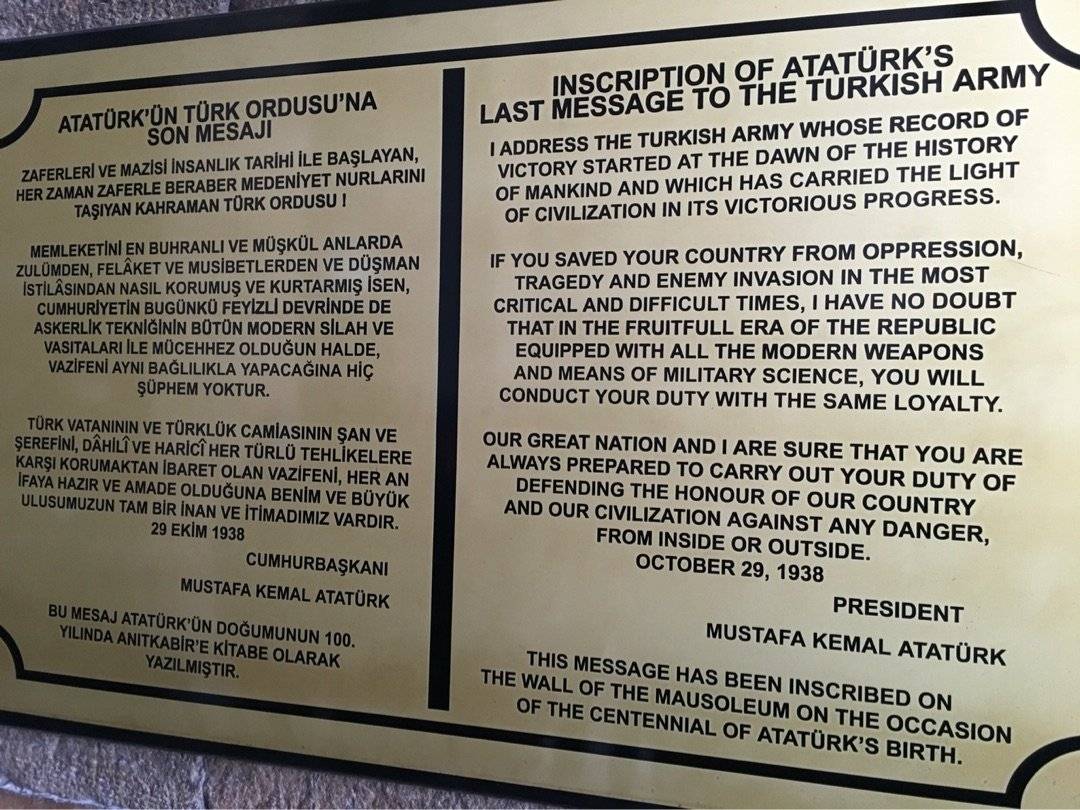 ATATÜRK'ÜN TÜRK ORDUSU'NA
SON MESAJI
ZAFERLERİ VE MAZİSİ İNSANLIK TARİHİ İLE BAŞLAYAN,
HER ZAMAN ZAFERLE BERABER MEDENİYET NURLARINI
TAŞIYAN KAHRAMAN TÜRK ORDUSU !
MEMLEKETİNİ EN BUHRANLI VE MÜŞKÜL ANLARDA
ZULÜMDEN, FELÂKET VE MUSİBETLERDEN VE DÜŞMAN
İSTİLÂSINDAN NASIL KORUMUŞ VE KURTARMIŞ İSEN,
CUMHURİYETİN BUGÜNKÜ FEYİZLİ DEVRİNDE DE
ASKERLİK TEKNİĞİNİN BÜTÜN MODERN SİLAH VE
VASITALARI İLE MÜCEHHEZ OLDUĞUN HALDE,
VAZİFENİ AYNI BAĞLILIKLA YAPACAĞINA HİÇ
ŞÜPHEM YOKTUR.
TÜRK VATANININ VE TÜRKLÜK CAMİASININ ŞAN VE
ŞEREFİNİ, DÂHİLÎ VE HARİCÎ HER TÜRLÜ TEHLİKELERE
KARŞI KORUMAKTAN İBARET OLAN VAZİFENİ, HER AN
İFAYA HAZIR VE AMADE OLDUĞUNA BENİM VE BÜYÜK
ULUSUMUZUN TAM BİR İNAN VE İTİMADIMIZ VARDIR.
29 EKİM 1938
CUMHURBAŞKANI
MUSTAFA KEMAL ATATÜRK
BU MESAJ ATATÜRK'ÜN DOĞUMUNUN 100.
YILINDA ANITKABİR'E KİTABE OLARAK
YAZILMIŞTIR.
INSCRIPTION OF ATATÜRK'S
LAST MESSAGE TO THE TURKISH ARMY
I ADDRESS THE TURKISH ARMY WHOSE RECORD OF
VICTORY STARTED AT THE DAWN OF THE HISTORY
OF MANKIND AND WHICH HAS CARRIED THE LIGHT
OF CIVILIZATION IN ITS VICTORIOUS PROGRESS.
IF YOU SAVED YOUR COUNTRY FROM OPPRESSION,
TRAGEDY AND ENEMY INVASION IN THE MOST
CRITICAL AND DIFFICULT TIMES, I HAVE NO DOUBT
THAT IN THE FRUITFULL ERA OF THE REPUBLIC
EQUIPPED WITH ALL THE MODERN WEAPONS
AND MEANS OF MILITARY SCIENCE, YOU WILL
CONDUCT YOUR DUTY WITH THE SAME LOYALTY.
OUR GREAT NATION AND I ARE SURE THAT YOU ARE
ALWAYS PREPARED TO CARRY OUT YOUR DUTY OF
DEFENDING THE HONOUR OF OUR COUNTRY
AND OUR CIVILIZATION AGAINST ANY DANGER,
FROM INSIDE OR OUTSIDE.
OCTOBER 29, 1938
PRESIDENT
MUSTAFA KEMAL ATATÜRK
THIS MESSAGE HAS BEEN INSCRIBED ON
THE WALL OF THE MAUSOLEUM ON THE OCCASION
OF THE CENTENNIAL OF ATATÜRK'S BIRTH.